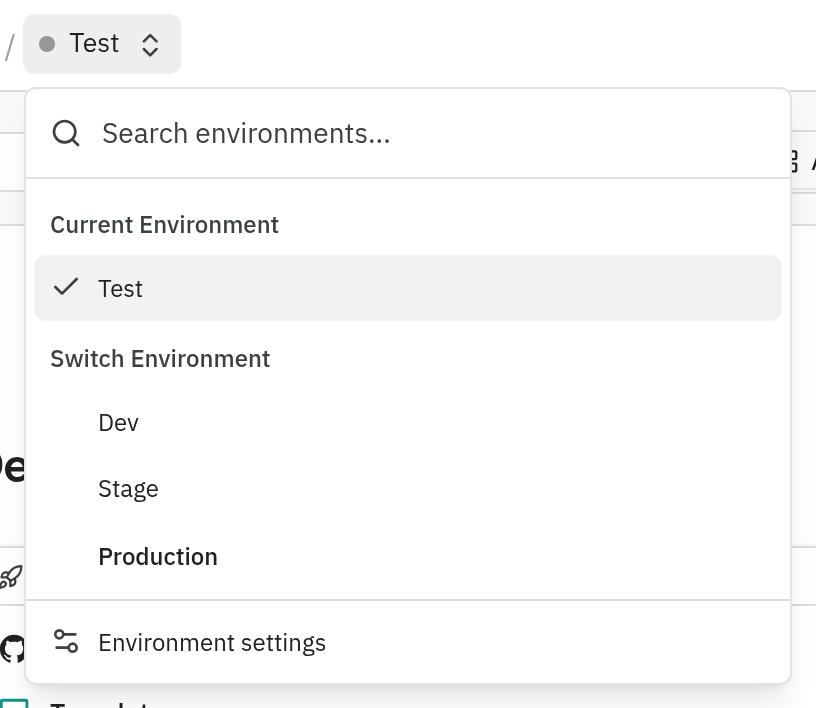 / Test
Search environments...
Current Environment
Test
Switch Environment
Dev
Stage
Production
Environment settings